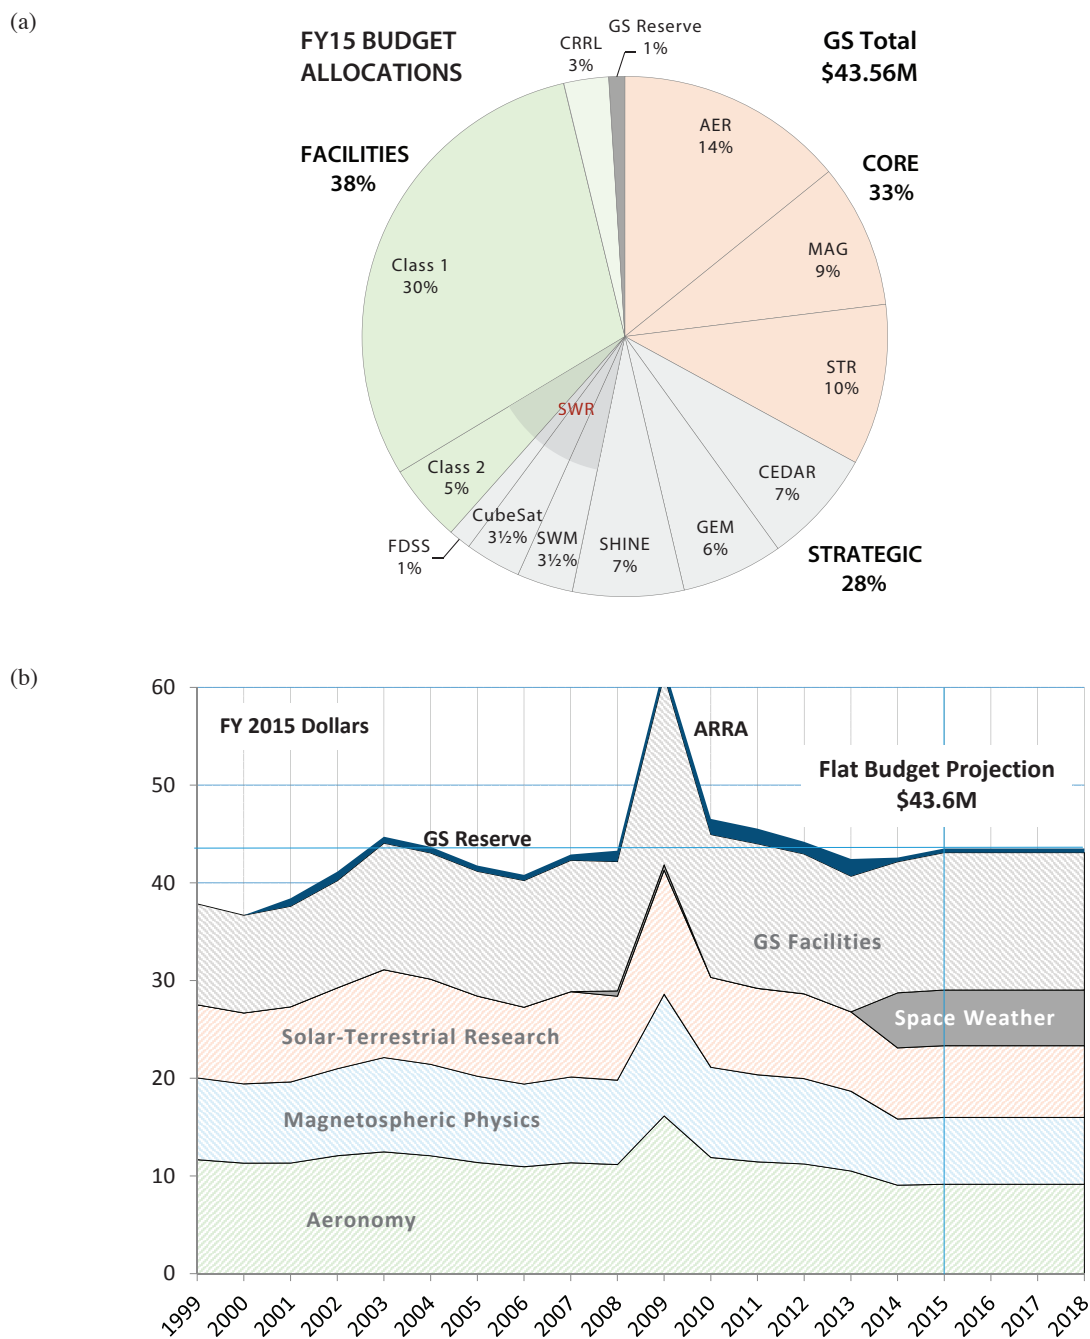 (a)
FY15 BUDGET
ALLOCATIONS
GS Total
$43.56M
GS Reserve
1%
CRRL
3%
AER
14%
FACILITIES
38%
CORE
33%
MAG
9%
Class 1
30%
STR
10%
SWR
Class 2
5%
CEDAR
7%
CubeSat
3½%
SWM
3½%
SHINE
7%
GEM
6%
FDSS
1%
STRATEGIC
28%
(b)
60
50
40
30
20
10
0
FY 2015 Dollars
ARRA
Flat Budget Projection
$43.6M
GS Reserve
GS Facilities
Space Weather
Solar-Terrestrial Research
Magnetospheric Physics
Aeronomy
1999
2000
2001
2002
2003
2004
2005
2006
2007
2008
2009
2010
2011
2012
2013
2014
2015
2016
2017
2018